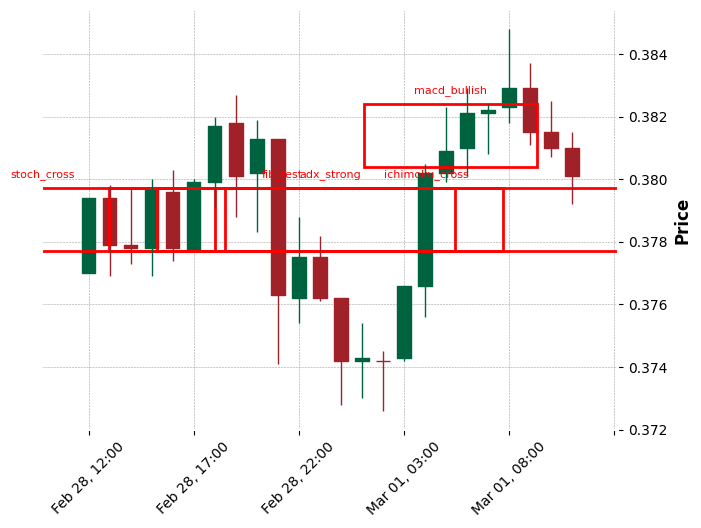 macd_bullish
stoch_cross
adx_strong
ichimoku_cross
0.384
0.382
0.380
0.378
0.376
0.374
0.372
Price
Feb 28, 12:00
Feb 28, 17:00
Feb 28, 22:00
Mar 01, 03:00
Mar 01, 08:00